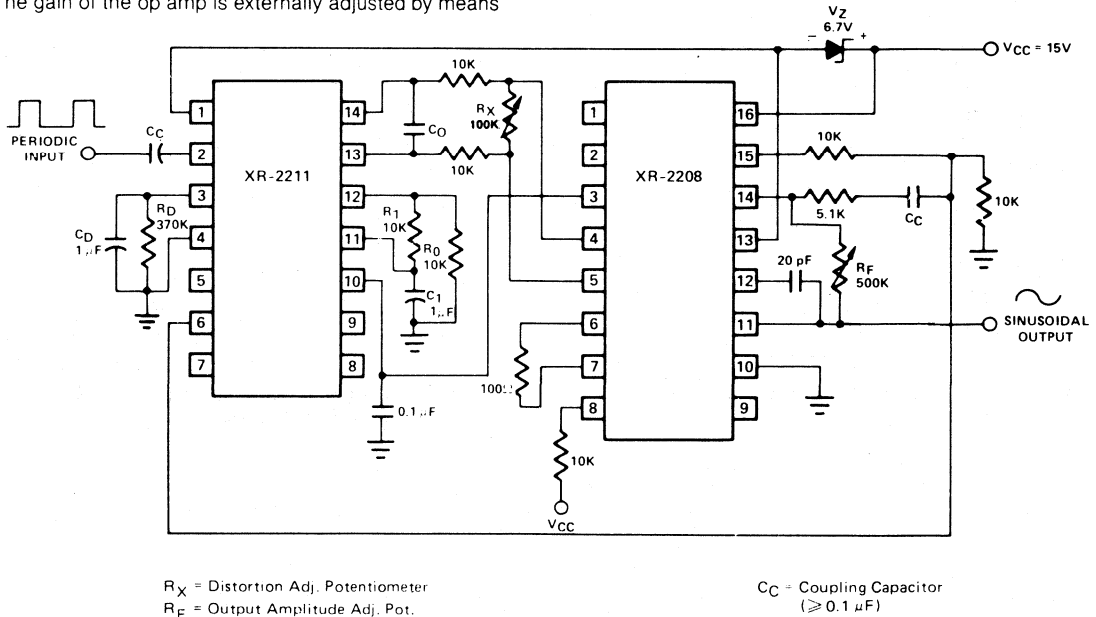 he gain of the op amp is externally adjusted by means
VZ
6.7V
- +
VCC = 15V
PERIODIC
INPUT
CC
XR-2211
1
2
3
4
5
6
7
14
13
12
11
10
9
8
CD
1 µF
RD
370K
10K
CO
10K
RX
100K
R1
10K
R0
10K
C1
1 µF
0.1 µF
XR-2208
1
2
3
4
5
6
7
8
16
15
14
13
12
11
10
9
100Ω
10K
VCC
10K
5.1K
CC
10K
20 pF
RF
500K
SINUSOIDAL
OUTPUT
RX = Distortion Adj. Potentiometer
RF = Output Amplitude Adj. Pot.
CC = Coupling Capacitor
(⩾ 0.1 µF)